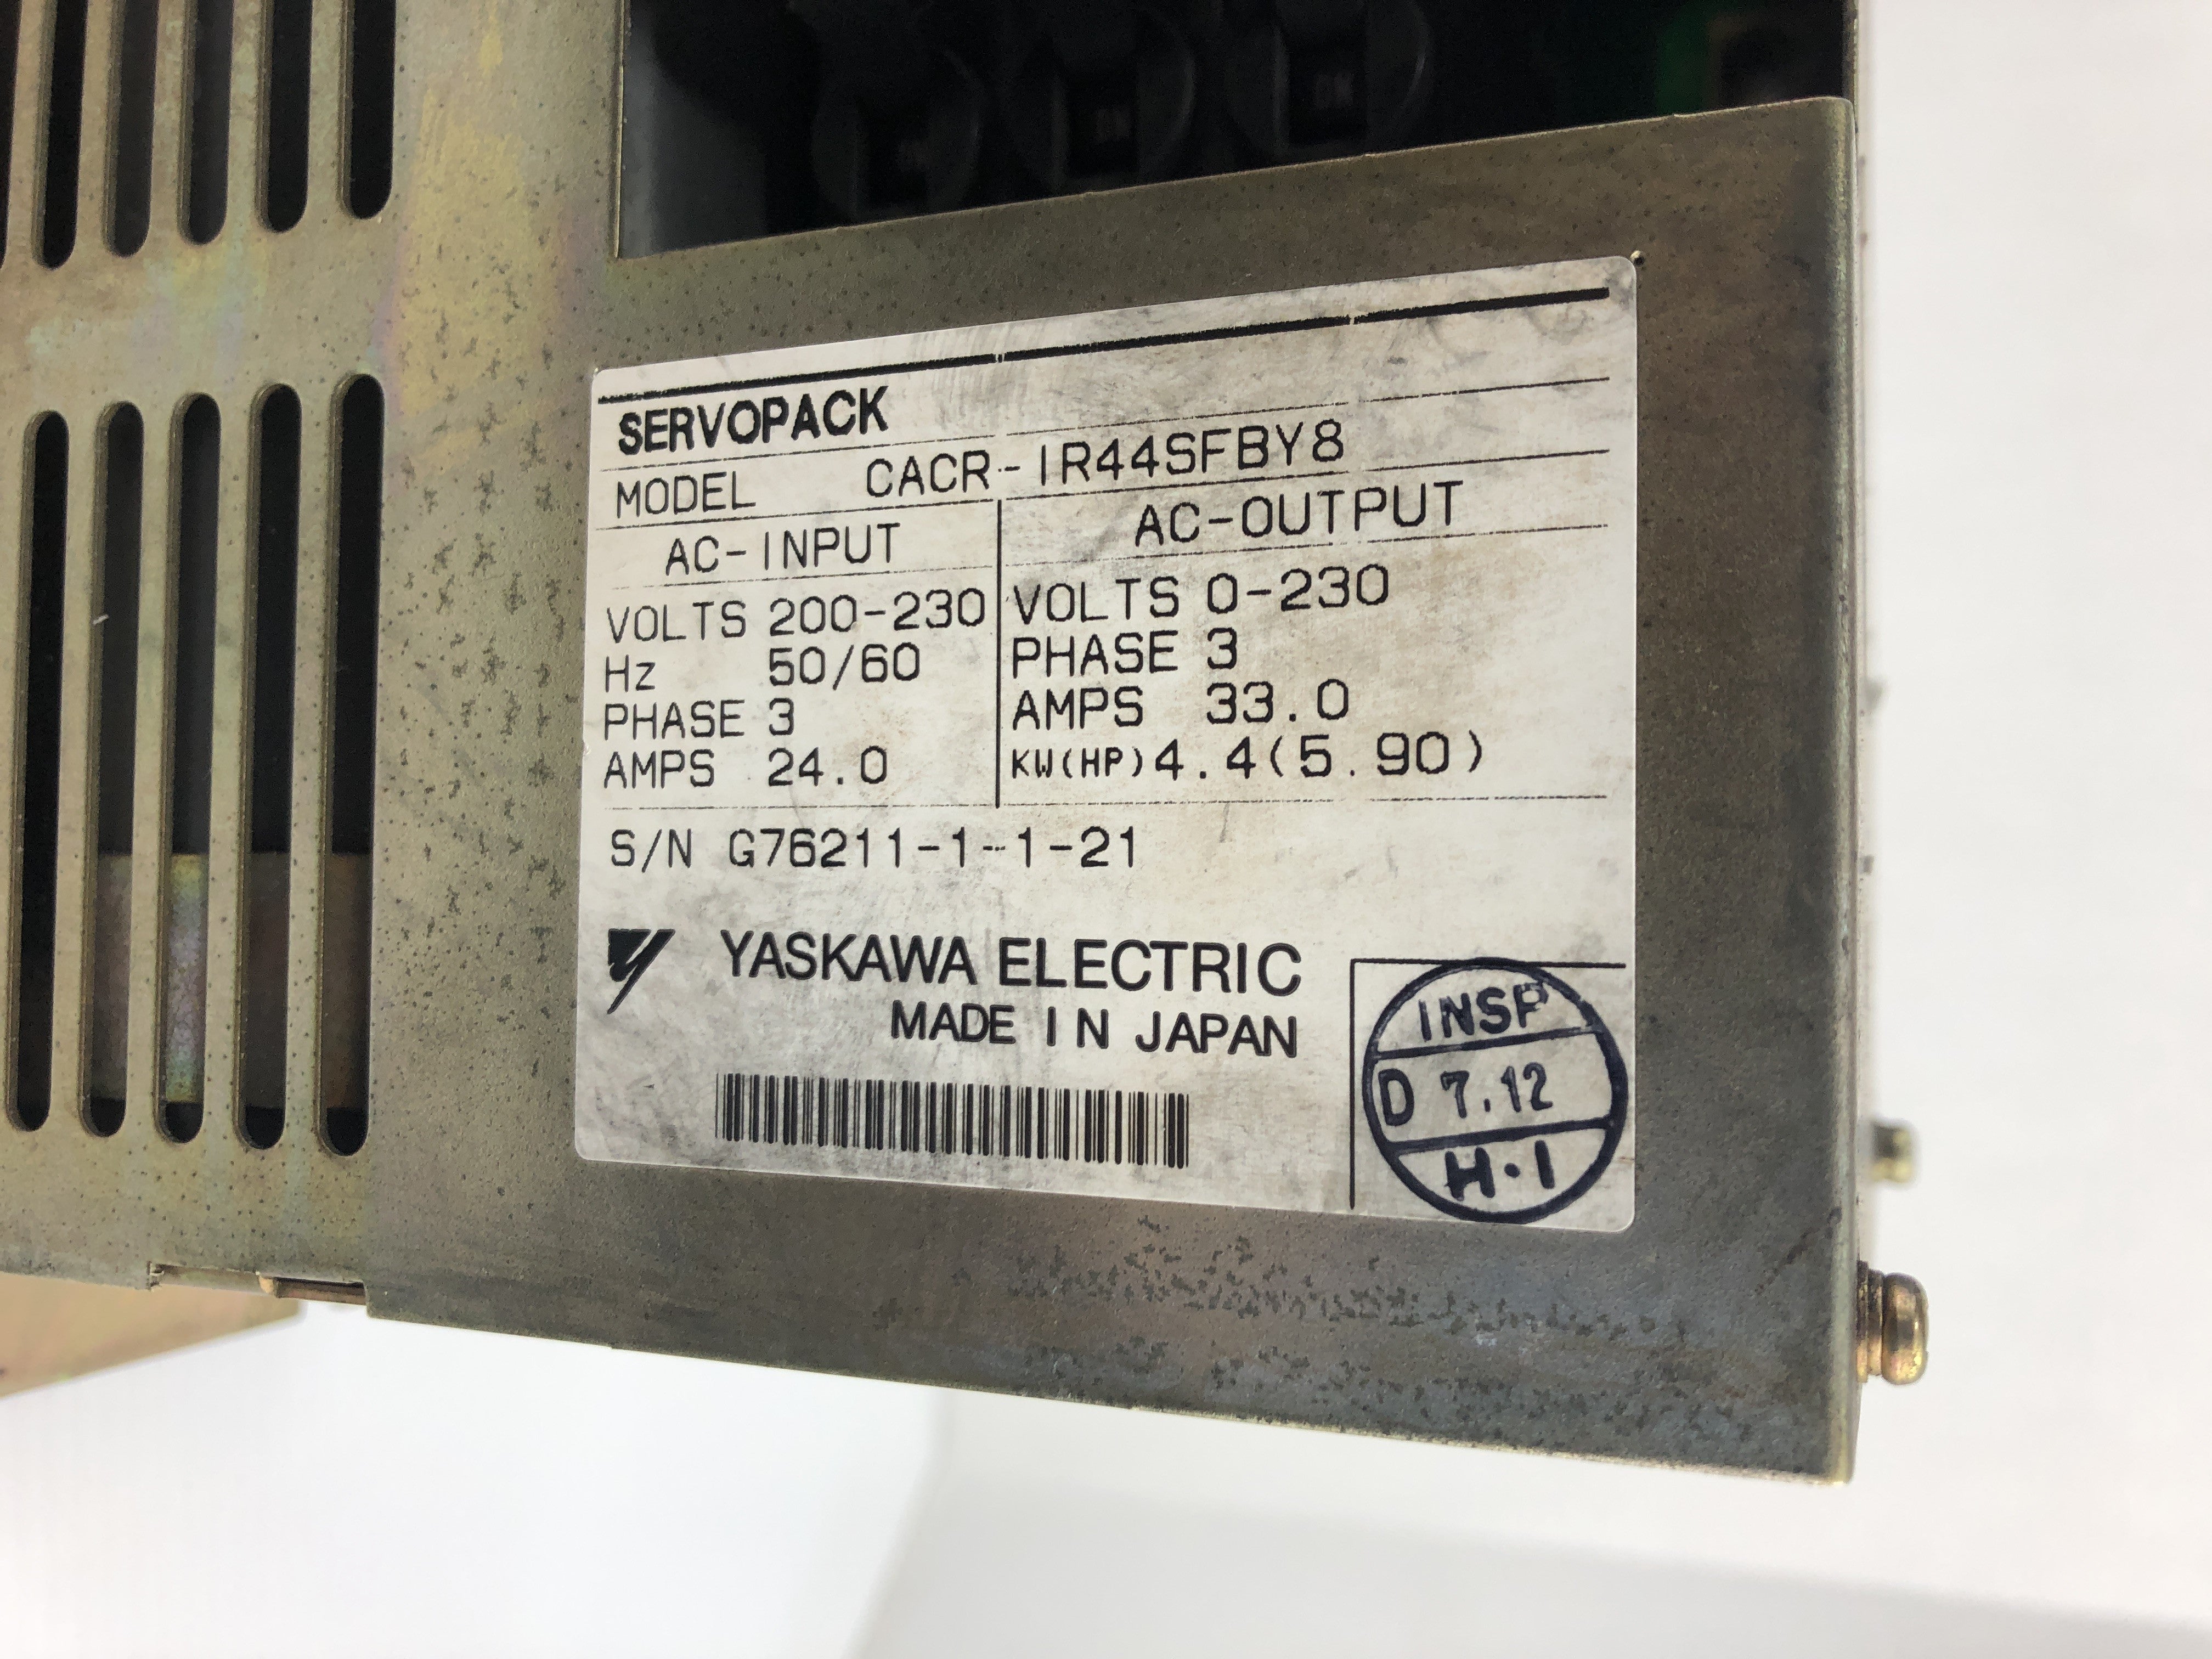 ON
ON
SERVOPACK
MODEL CACR-IR44SFBY8
AC-INPUT
VOLTS 200-230
Hz 50/60
PHASE 3
AMPS 24.0
AC-OUTPUT
VOLTS 0-230
PHASE 3
AMPS 33.0
KW(HP)4.4(5.90)
S/N G76211-1-1-21
YASKAWA ELECTRIC
MADE IN JAPAN
INSP
D 7.12
H·I